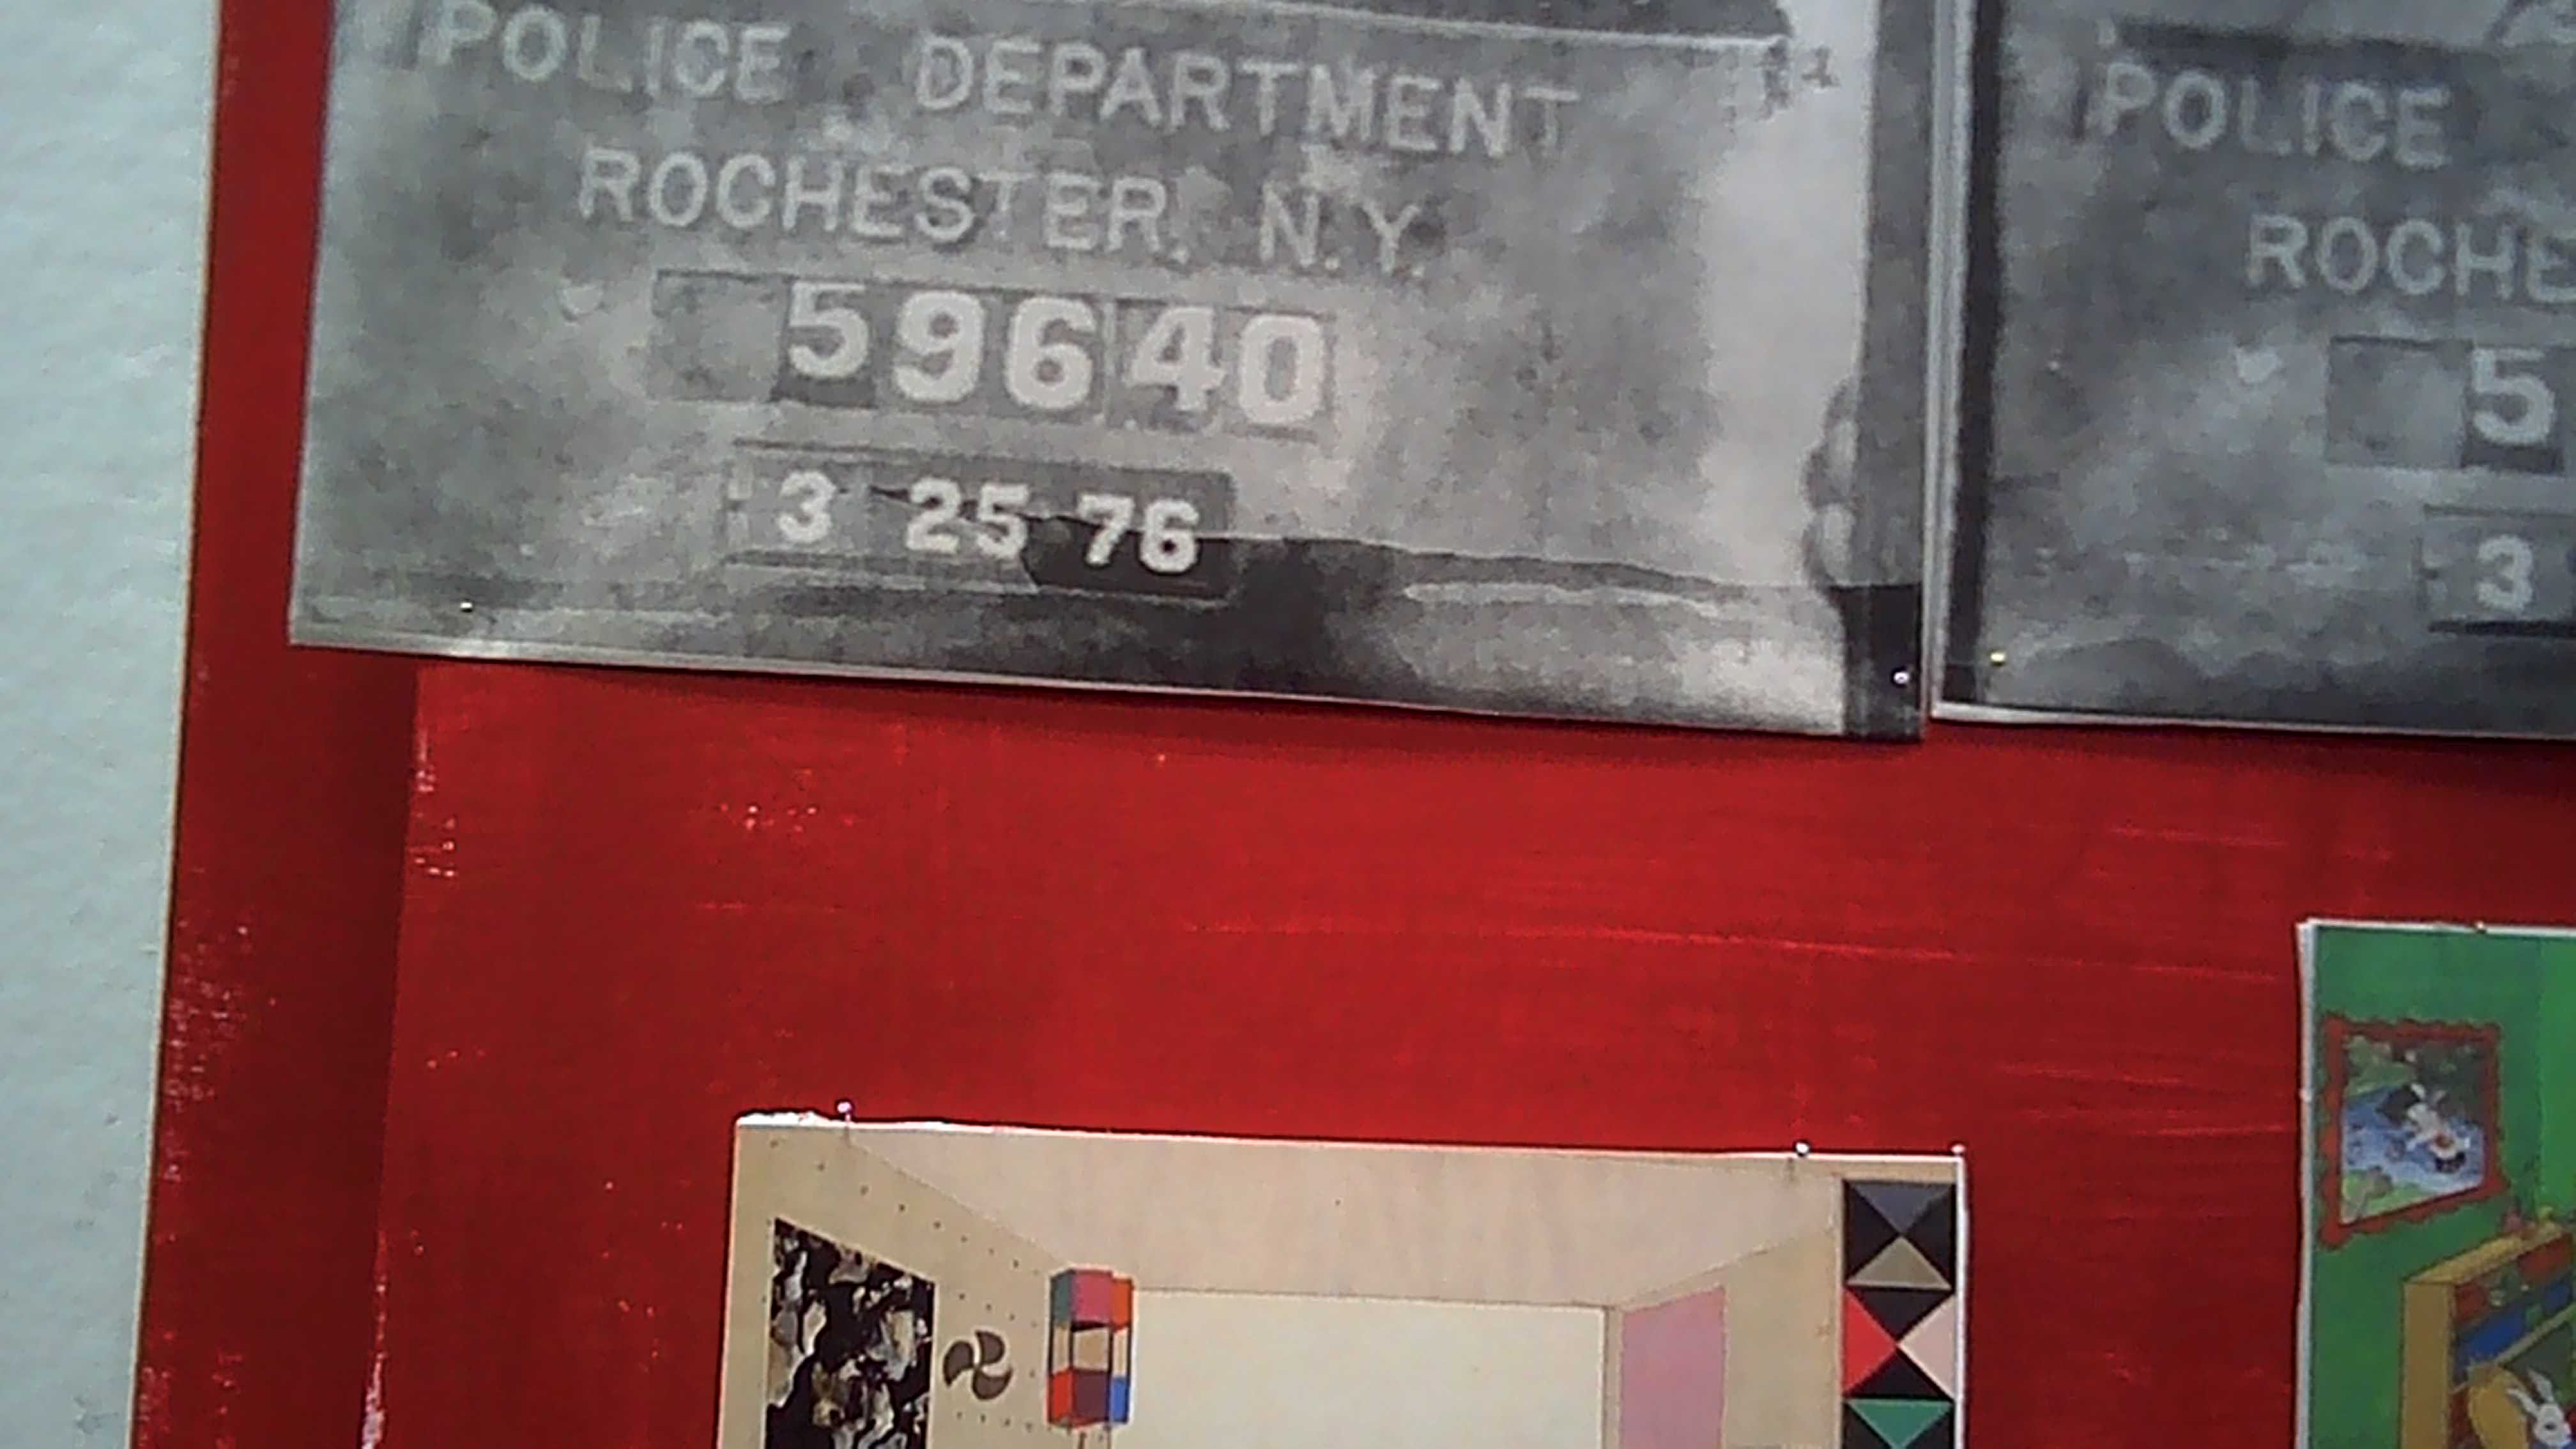 POLICE DEPARTMENT
ROCHESTER, N.Y.
59640
3 25 76
POLICE
ROCHE
5
3